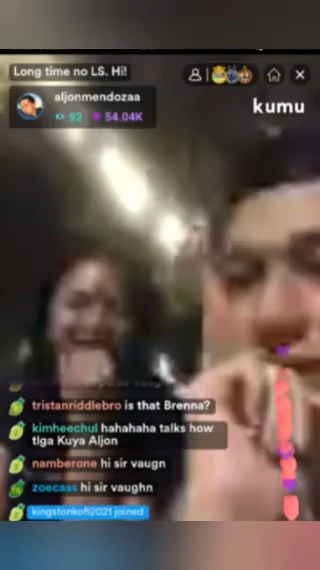 Long time no LS. Hi!
aljonmendozaa
92 54.04K
kumu
tristanriddlebro is that Brenna?
kimheechul hahahaha talks how
tiga Kuya Aljon
namberone hi sir vaugn
zoecass hi sir vaughn
kingstonkofi2021 joined